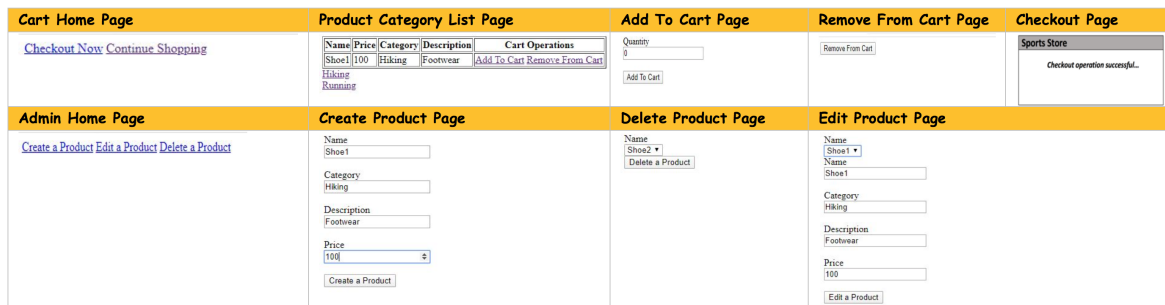 Cart Home Page
Checkout Now Continue Shopping
Product Category List Page
Name Price Category Description Cart Operations
Shoe1 100 Hiking Footwear Add To Cart Remove From Cart
Hiking
Running
Add To Cart Page
Quantity
0
Add To Cart
Remove From Cart Page
Remove From Cart
Checkout Page
Sports Store
Checkout operation successful...
Admin Home Page
Create a Product Edit a Product Delete a Product
Create Product Page
Name
Shoe1
Category
Hiking
Description
Footwear
Price
100
Create a Product
Delete Product Page
Name
Shoe2
Delete a Product
Edit Product Page
Name
Shoe1
Name
Shoe1
Category
Hiking
Description
Footwear
Price
100
Edit a Product